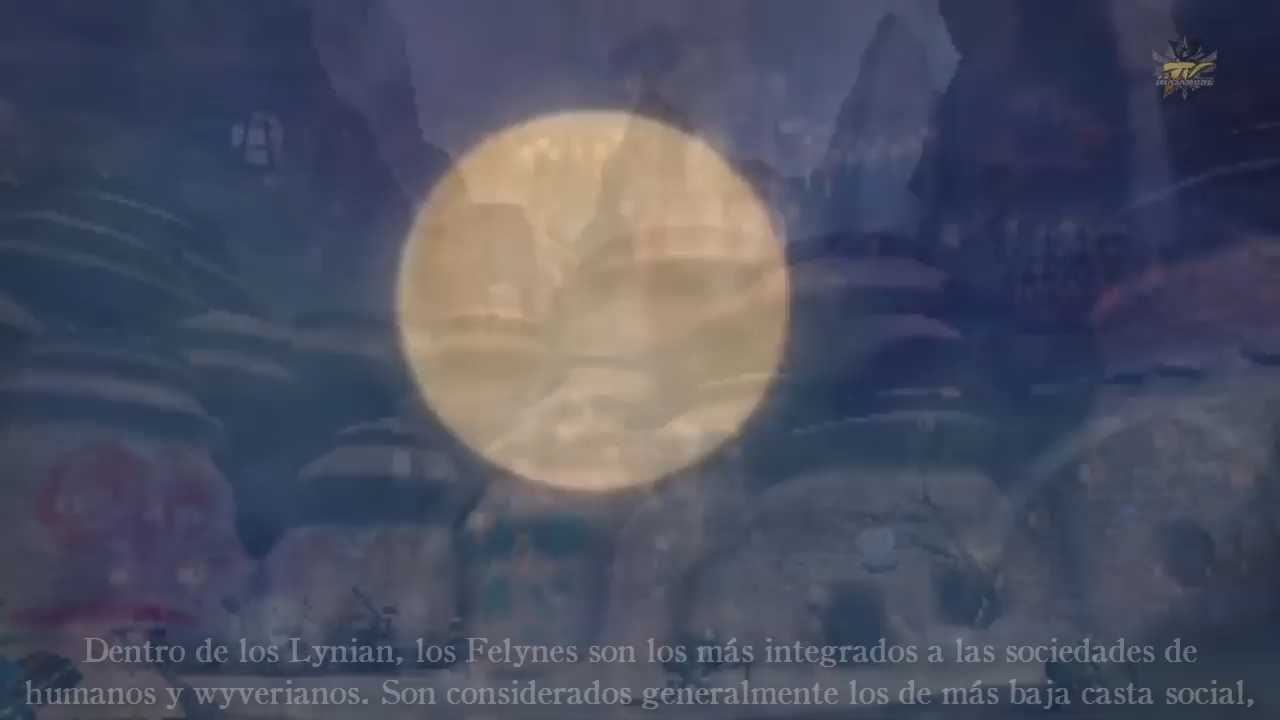 Dentro de los Lynian, los Felynes son los más integrados a las sociedades de
humanos y wyverianos. Son considerados generalmente los de más baja casta social,